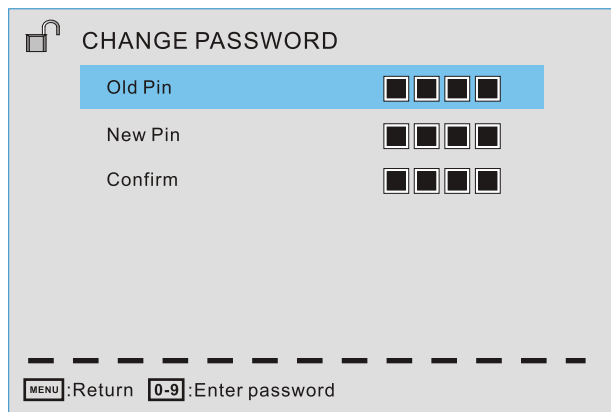 CHANGE PASSWORD
Old Pin
New Pin
Confirm
MENU:Return 0-9:Enter password